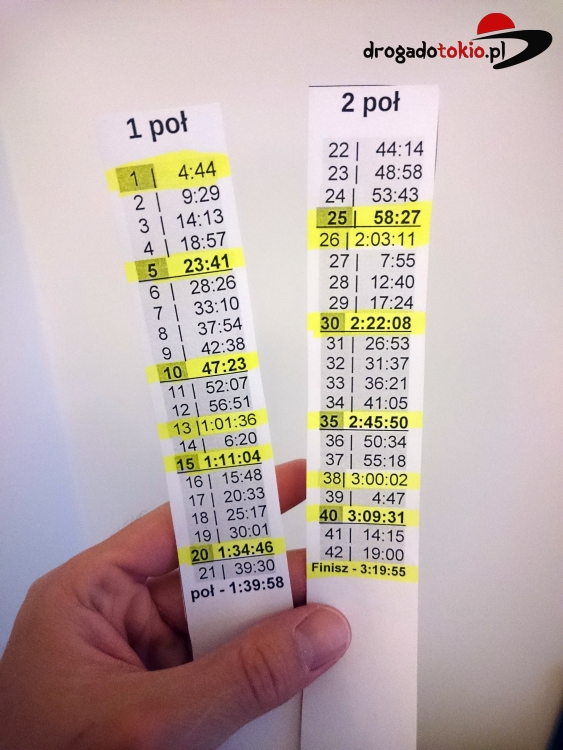 drogadotokio.pl
1 poł
1 | 4:44
2 | 9:29
3 | 14:13
4 | 18:57
5 23:41
6 | 28:26
7 | 33:10
8 | 37:54
9 | 42:38
10 47:23
11 | 52:07
12 | 56:51
13 |1:01:36
14 | 6:20
15 1:11:04
16 | 15:48
17 | 20:33
18 | 25:17
19 | 30:01
20 1:34:46
21 | 39:30
poł - 1:39:58
2 poł
22 | 44:14
23 | 48:58
24 | 53:43
25 | 58:27
26 | 2:03:11
27 | 7:55
28 | 12:40
29 | 17:24
30 2:22:08
31 | 26:53
32 | 31:37
33 | 36:21
34 | 41:05
35 2:45:50
36 | 50:34
37 | 55:18
38| 3:00:02
39 | 4:47
40 3:09:31
41 | 14:15
42 | 19:00
Finisz - 3:19:55